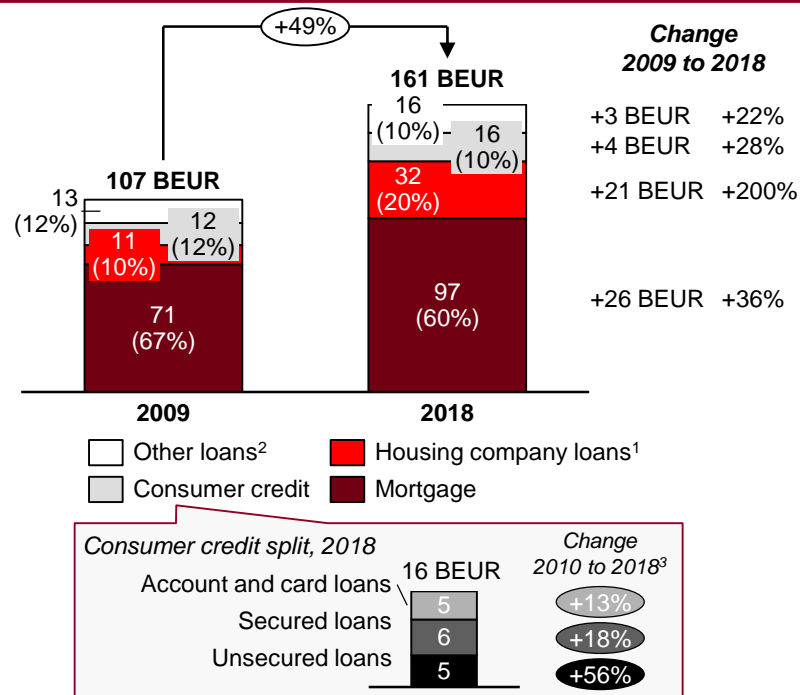 +49%
Change
2009 to 2018
161 BEUR
16
(10%)
16
(10%)
+3 BEUR +22%
+4 BEUR +28%
107 BEUR
32
(20%)
+21 BEUR +200%
13
(12%)
12
(12%)
11
(10%)
97
(60%)
+26 BEUR +36%
71
(67%)
2009 2018
Other loans² Housing company loans¹
Consumer credit Mortgage
Consumer credit split, 2018
Change
2010 to 2018³
16 BEUR
Account and card loans 5 +13%
Secured loans 6 +18%
Unsecured loans 5 +56%